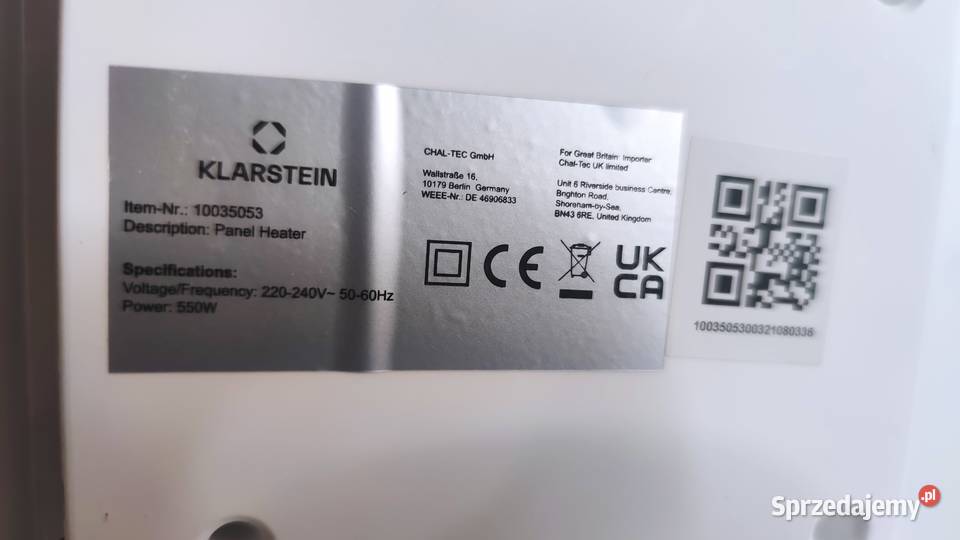 KLARSTEIN
Item-Nr.: 10035053
Description: Panel Heater
Specifications:
Voltage/Frequency: 220-240V~ 50-60Hz
Power: 550W
CHAL-TEC GmbH
Wallstraße 16,
10179 Berlin Germany
WEEE-Nr.: DE 46906833
For Great Britain: Importer
Chal-Tec UK limited
Unit 6 Riverside business Centre,
Brighton Road,
Shoreham-by-Sea,
BN43 6RE, United Kingdom
CE
UK
CA
1003505300321080336
Sprzedajemy.pl